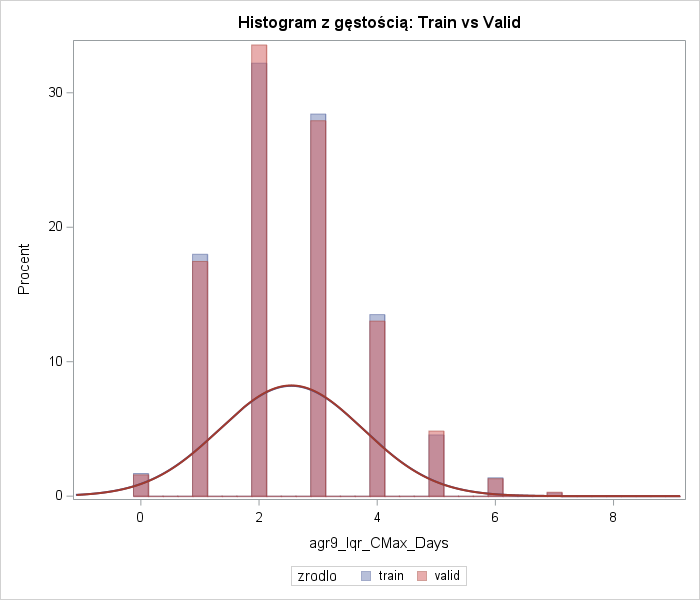 Histogram z gęstością: Train vs Valid
30
20
10
0
Procent
0 2 4 6 8
agr9_Iqr_CMax_Days
zrodlo train valid